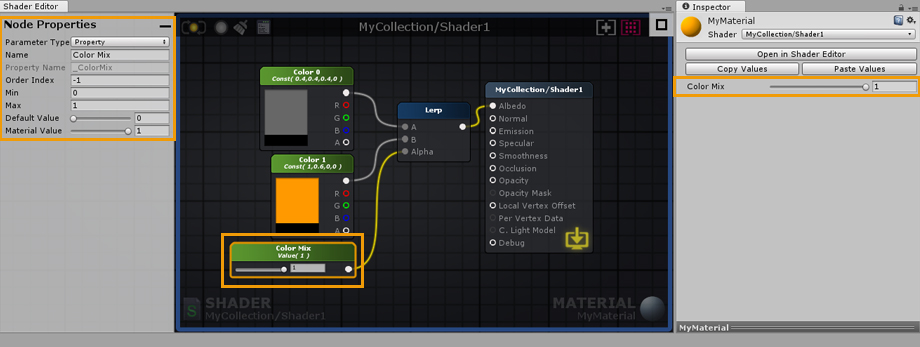 Shader Editor
Node Properties
Parameter Type Property
Name Color Mix
Property Name _ColorMix
Order Index -1
Min 0
Max 1
Default Value 0
Material Value 1
MyCollection/Shader1
Color 0
Const( 0.4,0.4,0.4,0 )
R
G
B
A
Color 1
Const( 1,0.6,0,0 )
R
G
B
A
Color Mix
Value( 1 )
1
Lerp
A
B
Alpha
MyCollection/Shader1
Albedo
Normal
Emission
Specular
Smoothness
Occlusion
Opacity
Opacity Mask
Local Vertex Offset
Per Vertex Data
C. Light Model
Debug
S
SHADER
MyCollection/Shader1
MATERIAL
MyMaterial
Inspector
MyMaterial
Shader MyCollection/Shader1
Open in Shader Editor
Copy Values Paste Values
Color Mix 1
MyMaterial